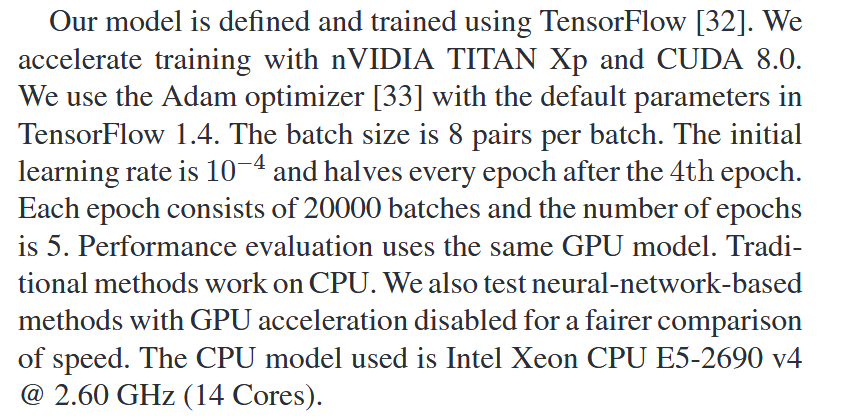 Our model is defined and trained using TensorFlow [32]. We
accelerate training with nVIDIA TITAN Xp and CUDA 8.0.
We use the Adam optimizer [33] with the default parameters in
TensorFlow 1.4. The batch size is 8 pairs per batch. The initial
learning rate is 10⁻⁴ and halves every epoch after the 4th epoch.
Each epoch consists of 20000 batches and the number of epochs
is 5. Performance evaluation uses the same GPU model. Tradi-
tional methods work on CPU. We also test neural-network-based
methods with GPU acceleration disabled for a fairer comparison
of speed. The CPU model used is Intel Xeon CPU E5-2690 v4
@ 2.60 GHz (14 Cores).